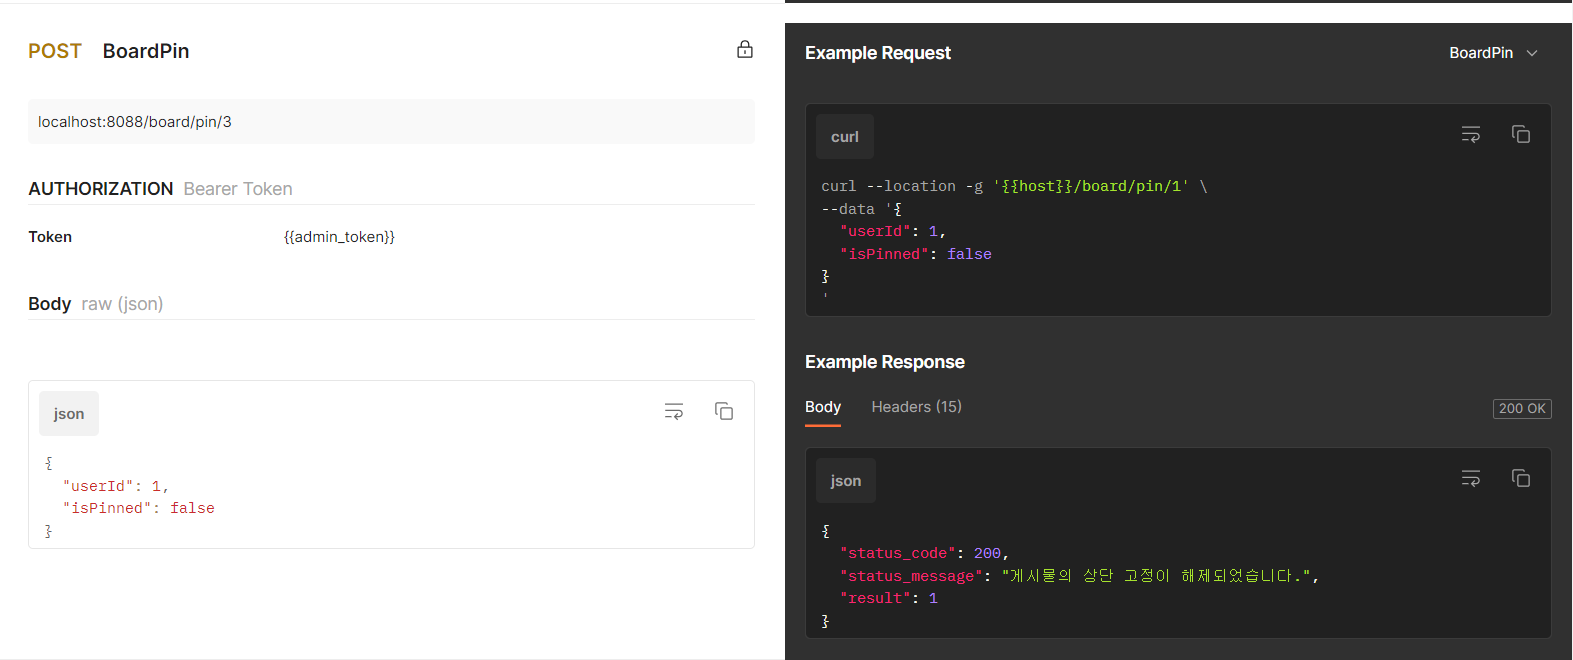 POST BoardPin
localhost:8088/board/pin/3
AUTHORIZATION Bearer Token
Token {{admin_token}}
Body raw (json)
json
{
  "userId": 1,
  "isPinned": false
}
Example Request BoardPin
curl
curl --location -g '{{host}}/board/pin/1' \
--data '{
  "userId": 1,
  "isPinned": false
}
'
Example Response
Body Headers (15) 200 OK
json
{
  "status_code": 200,
  "status_message": "게시물의 상단 고정이 해제되었습니다.",
  "result": 1
}